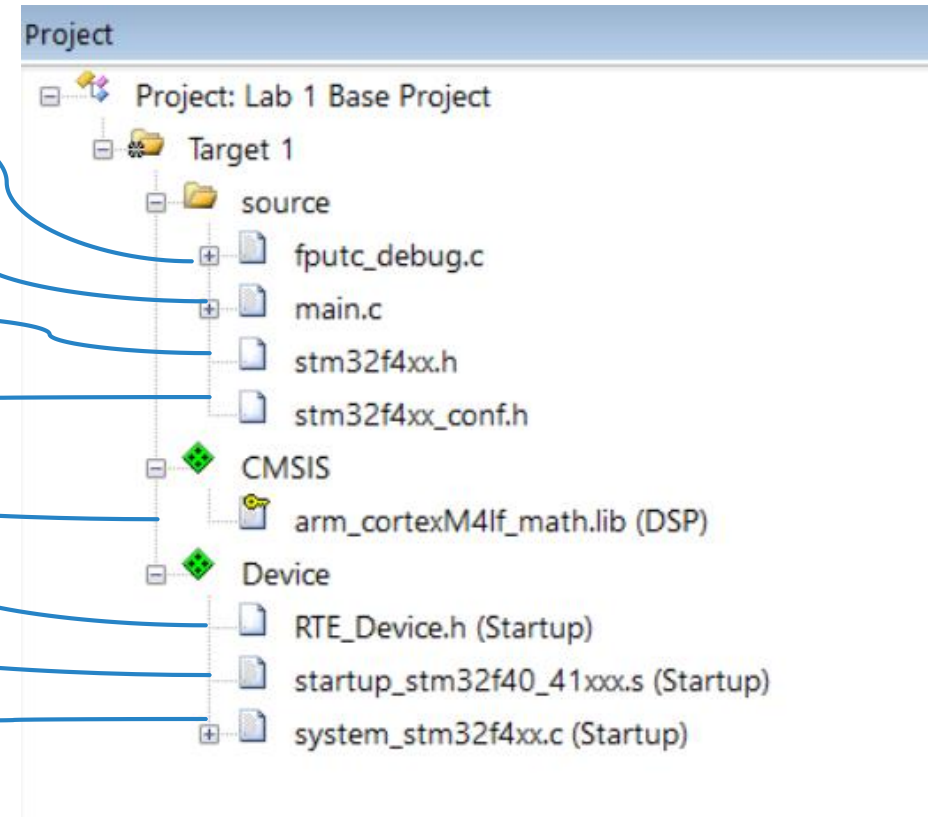 Project
Project: Lab 1 Base Project
Target 1
source
fputc_debug.c
main.c
stm32f4xx.h
stm32f4xx_conf.h
CMSIS
arm_cortexM4lf_math.lib (DSP)
Device
RTE_Device.h (Startup)
startup_stm32f40_41xxx.s (Startup)
system_stm32f4xx.c (Startup)